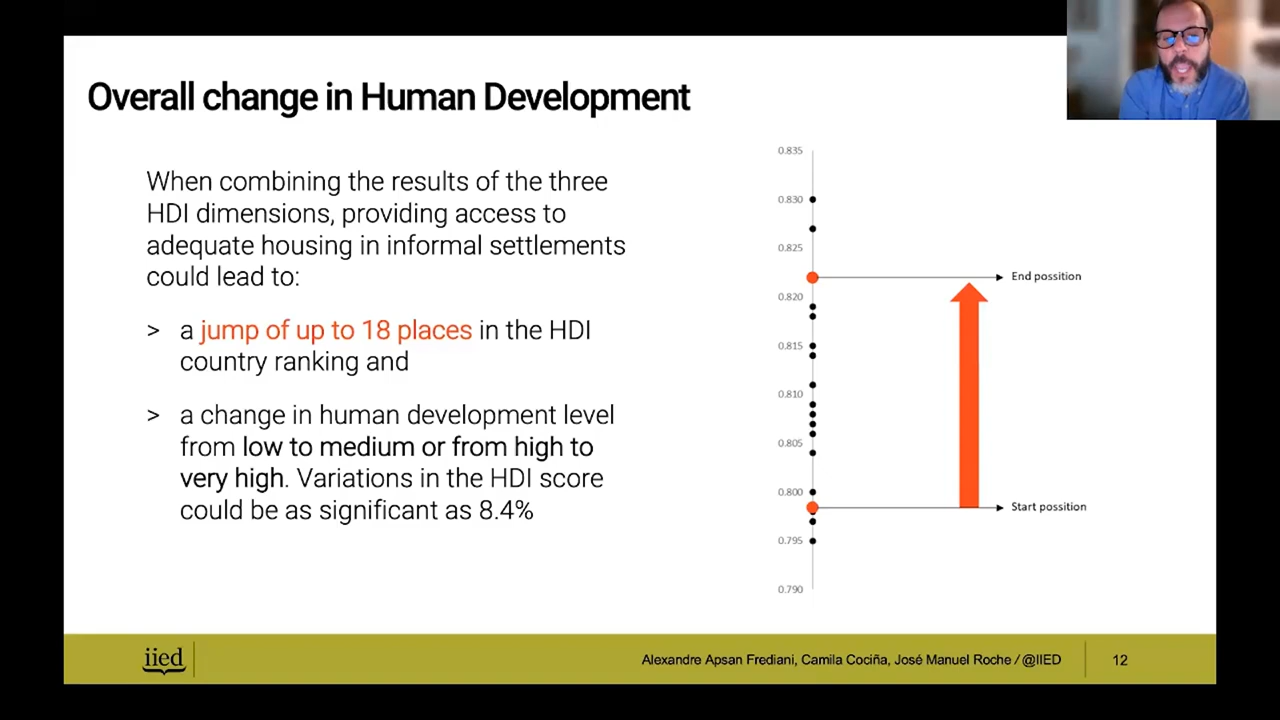 Overall change in Human Development
When combining the results of the three
HDI dimensions, providing access to
adequate housing in informal settlements
could lead to:
> a jump of up to 18 places in the HDI
country ranking and
> a change in human development level
from low to medium or from high to
very high. Variations in the HDI score
could be as significant as 8.4%
0.835
0.830
0.825
End possition
0.820
0.815
0.810
0.805
0.800
Start possition
0.795
0.790
iied
Alexandre Apsan Frediani, Camila Cociña, José Manuel Roche / @IIED
12